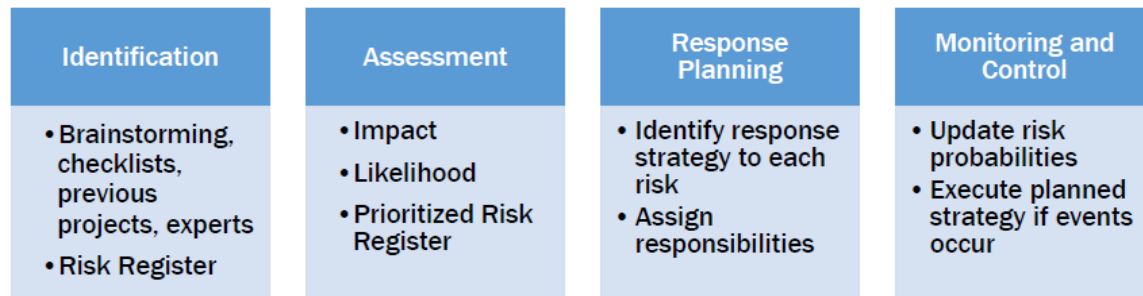 Identification
• Brainstorming,
checklists,
previous
projects, experts
• Risk Register
Assessment
• Impact
• Likelihood
• Prioritized Risk
Register
Response
Planning
• Identify response
strategy to each
risk
• Assign
responsibilities
Monitoring and
Control
• Update risk
probabilities
• Execute planned
strategy if events
occur